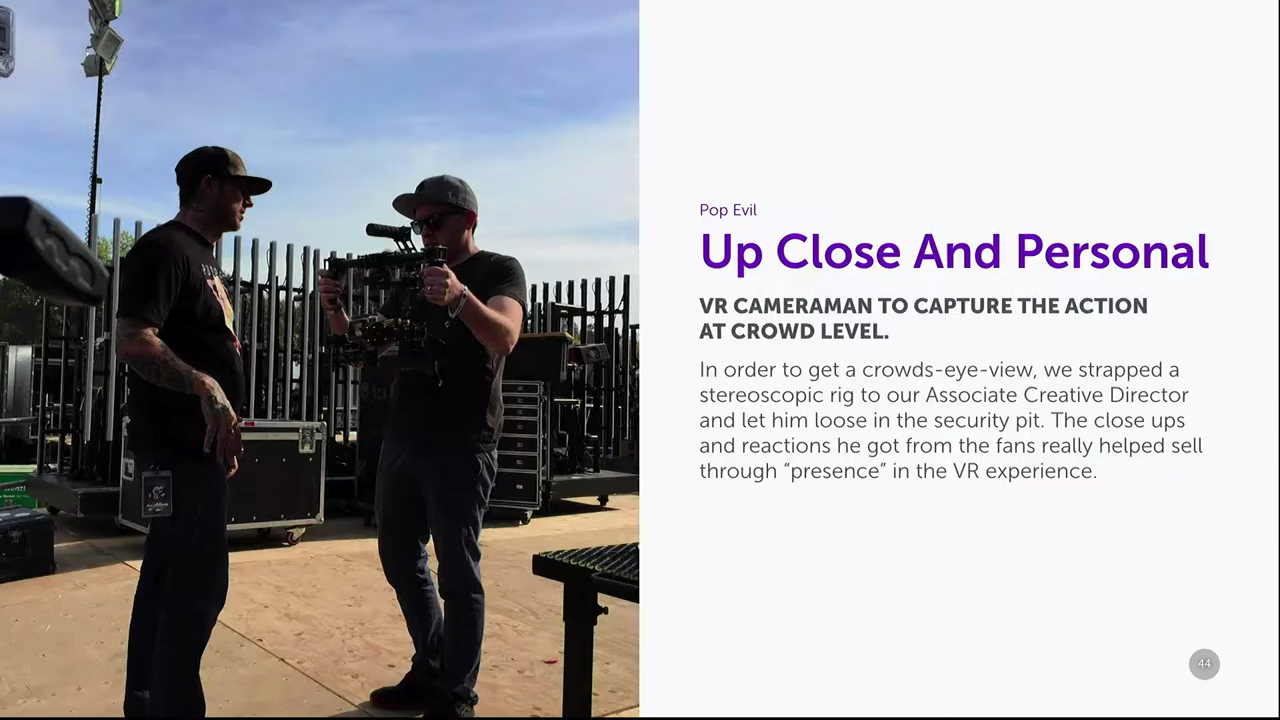 Pop Evil
Up Close And Personal
VR CAMERAMAN TO CAPTURE THE ACTION
AT CROWD LEVEL.
In order to get a crowds-eye-view, we strapped a
stereoscopic rig to our Associate Creative Director
and let him loose in the security pit. The close ups
and reactions he got from the fans really helped sell
through “presence” in the VR experience.
44